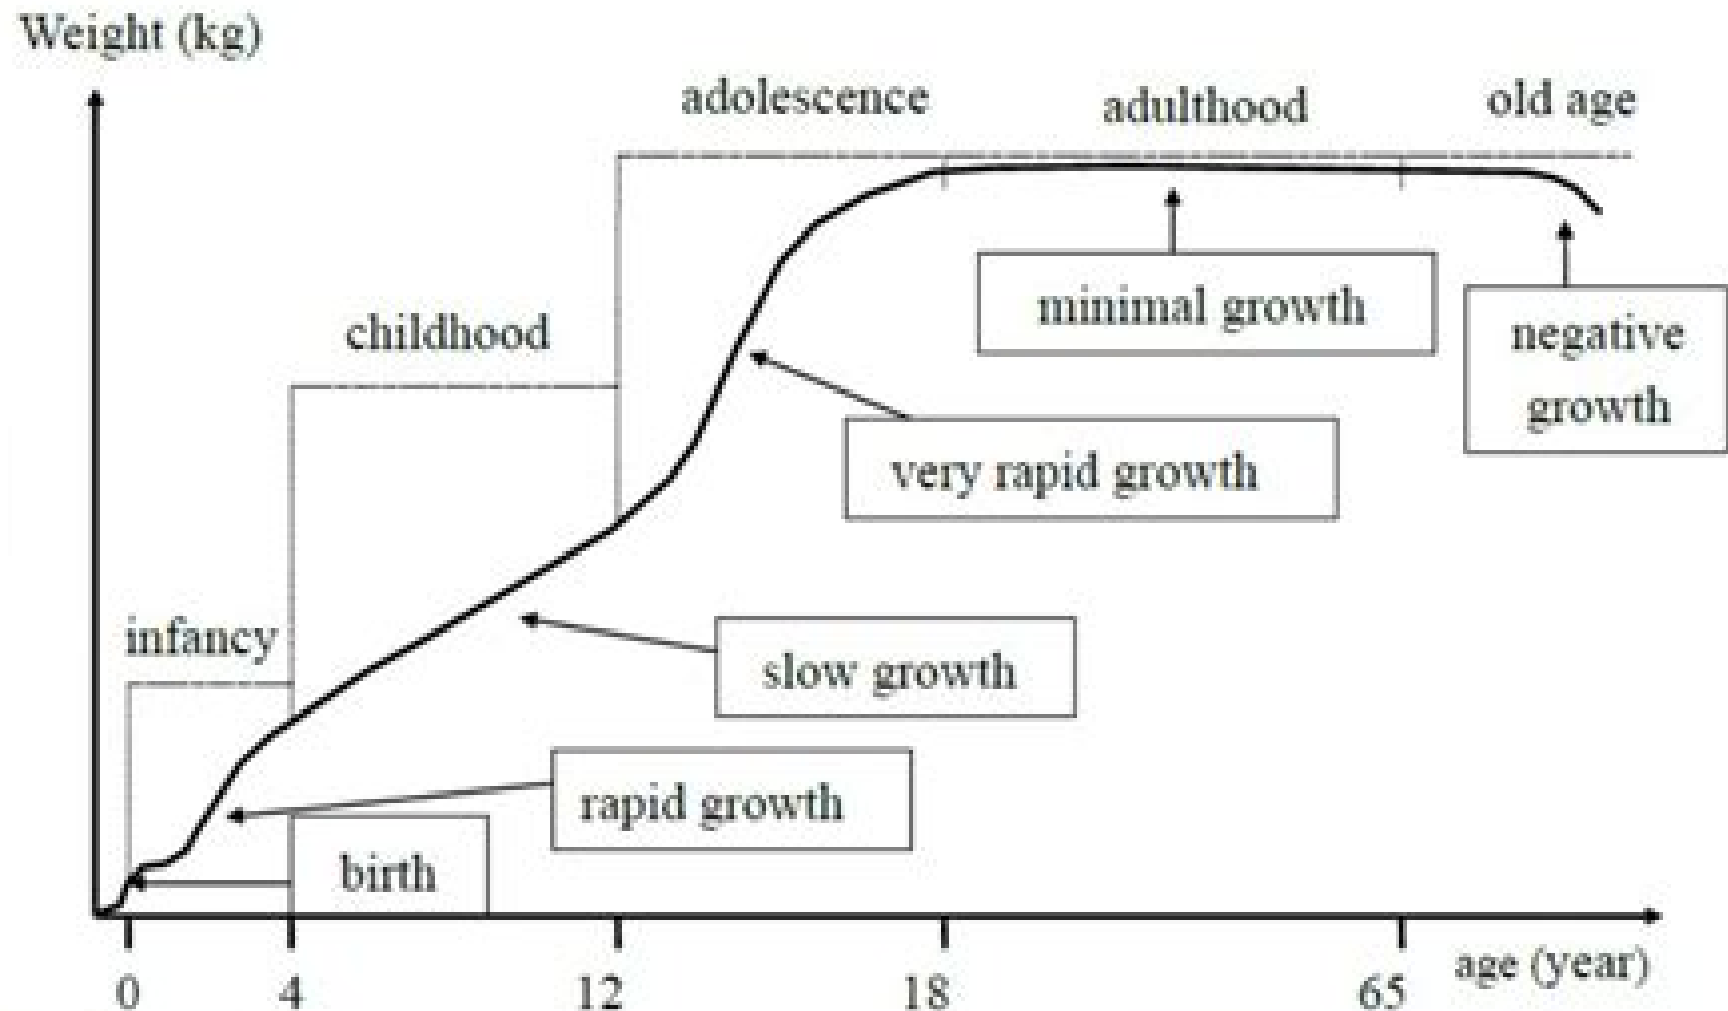 Weight (kg)
adolescence
adulthood
old age
childhood
minimal growth
negative
growth
very rapid growth
infancy
slow growth
rapid growth
birth
0
4
12
18
65
age (year)